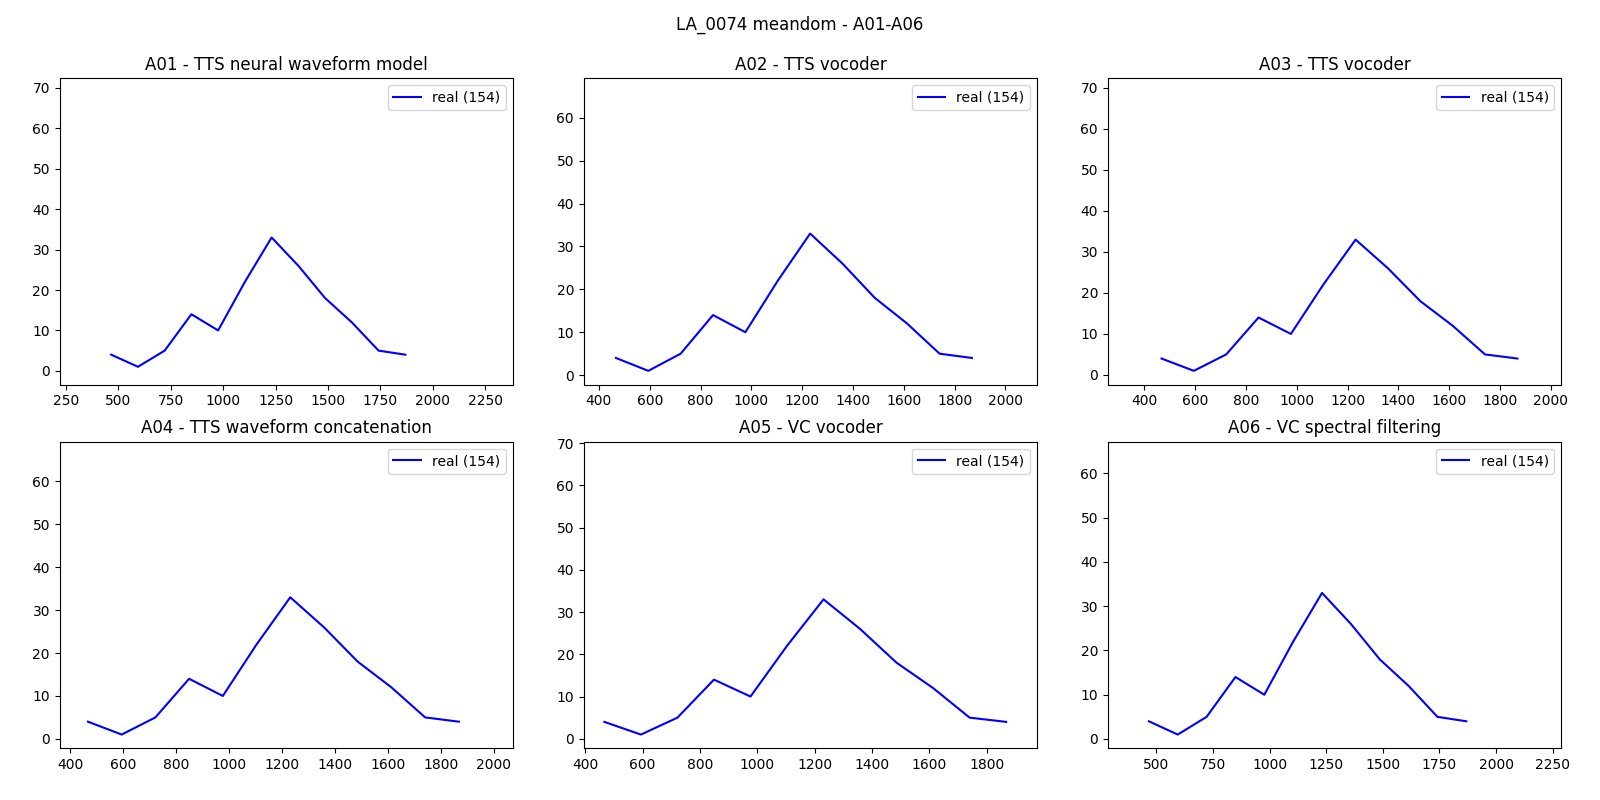 LA_0074 meandom - A01-A06
A01 - TTS neural waveform model
A02 - TTS vocoder
A03 - TTS vocoder
real (154)
real (154)
real (154)
70
60
50
40
30
20
10
0
60
50
40
30
20
10
0
70
60
50
40
30
20
10
0
250 500 750 1000 1250 1500 1750 2000 2250
400 600 800 1000 1200 1400 1600 1800 2000
400 600 800 1000 1200 1400 1600 1800 2000
A04 - TTS waveform concatenation
A05 - VC vocoder
A06 - VC spectral filtering
real (154)
real (154)
real (154)
60
50
40
30
20
10
0
70
60
50
40
30
20
10
0
60
50
40
30
20
10
0
400 600 800 1000 1200 1400 1600 1800 2000
400 600 800 1000 1200 1400 1600 1800
500 750 1000 1250 1500 1750 2000 2250